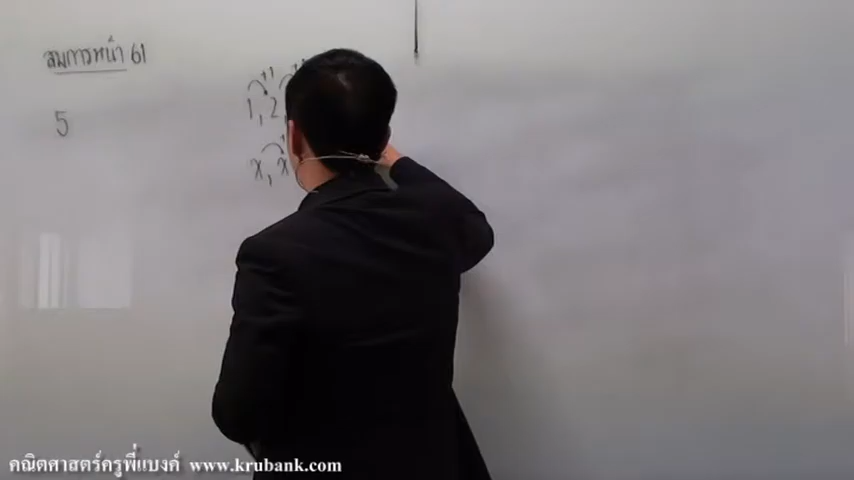 สมการหน้า 61
5
+1
1, 2,
x, x
คณิตศาสตร์ครูพี่แบงค์ www.krubank.com